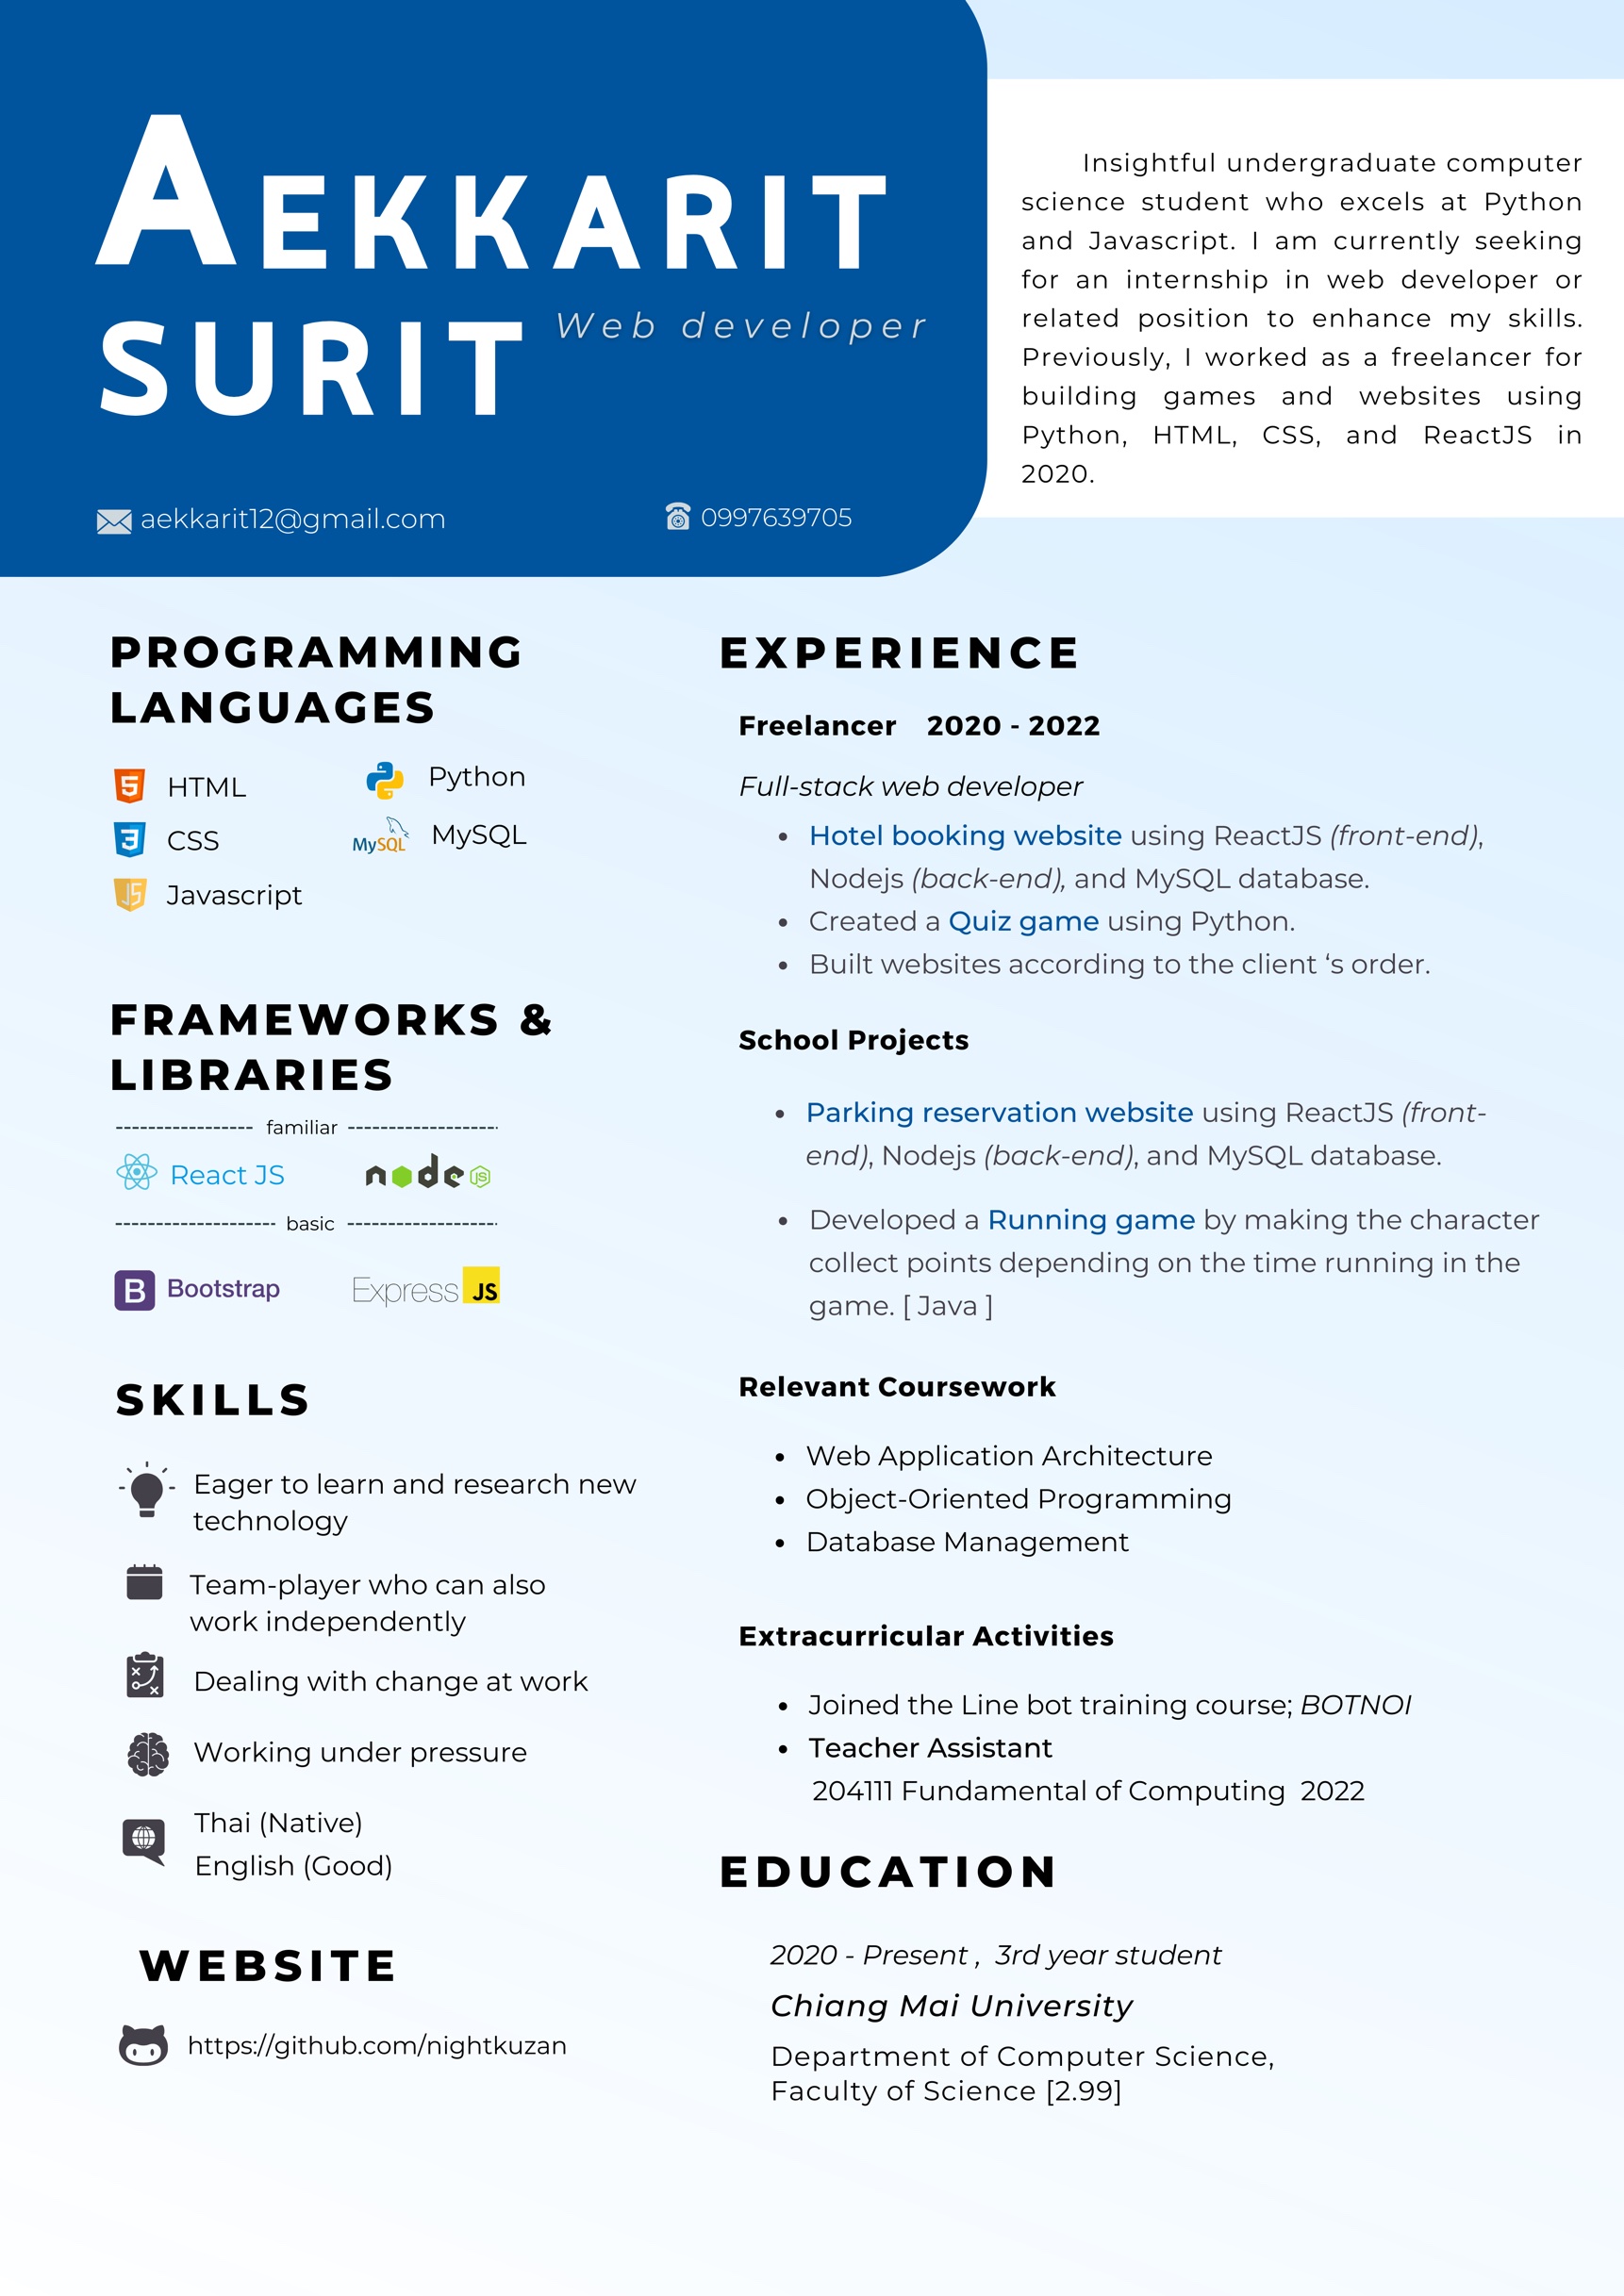 AEKKARIT
SURIT
Web developer
aekkarit12@gmail.com
0997639705
Insightful undergraduate computer
science student who excels at Python
and Javascript. I am currently seeking
for an internship in web developer or
related position to enhance my skills.
Previously, I worked as a freelancer for
building games and websites using
Python, HTML, CSS, and ReactJS in
2020.
PROGRAMMING
LANGUAGES
5 HTML
Python
3 CSS
MySQL MySQL
JS Javascript
FRAMEWORKS &
LIBRARIES
----------------- familiar ------------------
React JS
node JS
------------------- basic ------------------
B Bootstrap
Express JS
SKILLS
Eager to learn and research new
technology
Team-player who can also
work independently
Dealing with change at work
Working under pressure
Thai (Native)
English (Good)
WEBSITE
https://github.com/nightkuzan
EXPERIENCE
Freelancer 2020 - 2022
Full-stack web developer
• Hotel booking website using ReactJS (front-end),
Nodejs (back-end), and MySQL database.
• Created a Quiz game using Python.
• Built websites according to the client ‘s order.
School Projects
• Parking reservation website using ReactJS (front-
end), Nodejs (back-end), and MySQL database.
• Developed a Running game by making the character
collect points depending on the time running in the
game. [ Java ]
Relevant Coursework
• Web Application Architecture
• Object-Oriented Programming
• Database Management
Extracurricular Activities
• Joined the Line bot training course; BOTNOI
• Teacher Assistant
204111 Fundamental of Computing 2022
EDUCATION
2020 - Present , 3rd year student
Chiang Mai University
Department of Computer Science,
Faculty of Science [2.99]